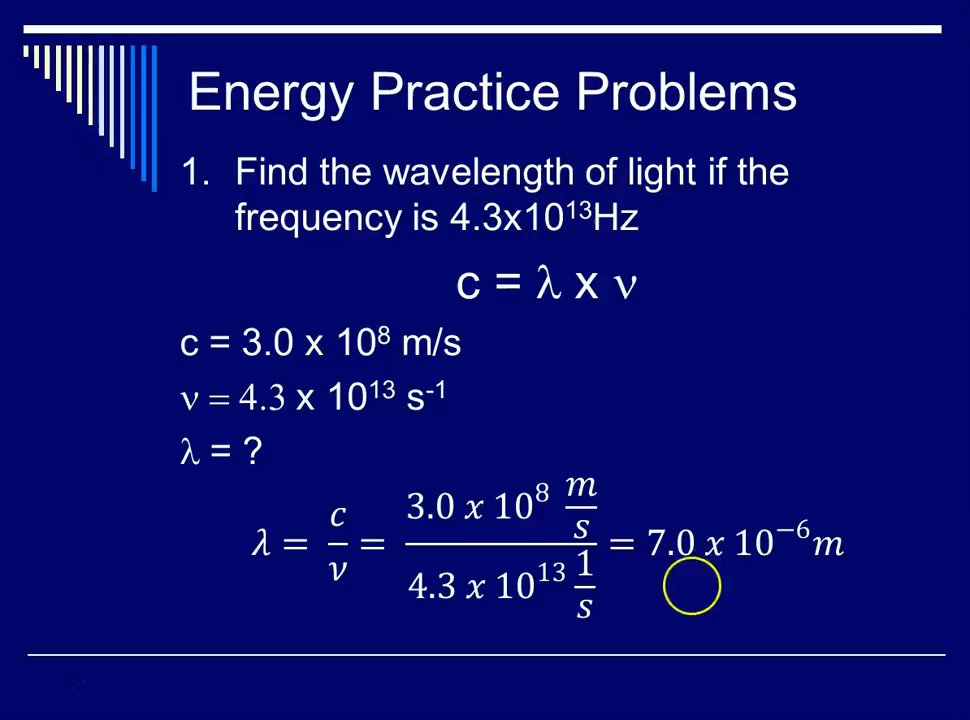 Energy Practice Problems
1. Find the wavelength of light if the
frequency is 4.3x10¹³Hz
c = λ x ν
c = 3.0 x 10⁸ m/s
ν = 4.3 x 10¹³ s⁻¹
λ = ?
λ = c/ν = (3.0 x 10⁸ m/s)/(4.3 x 10¹³ 1/s) = 7.0 x 10⁻⁶m